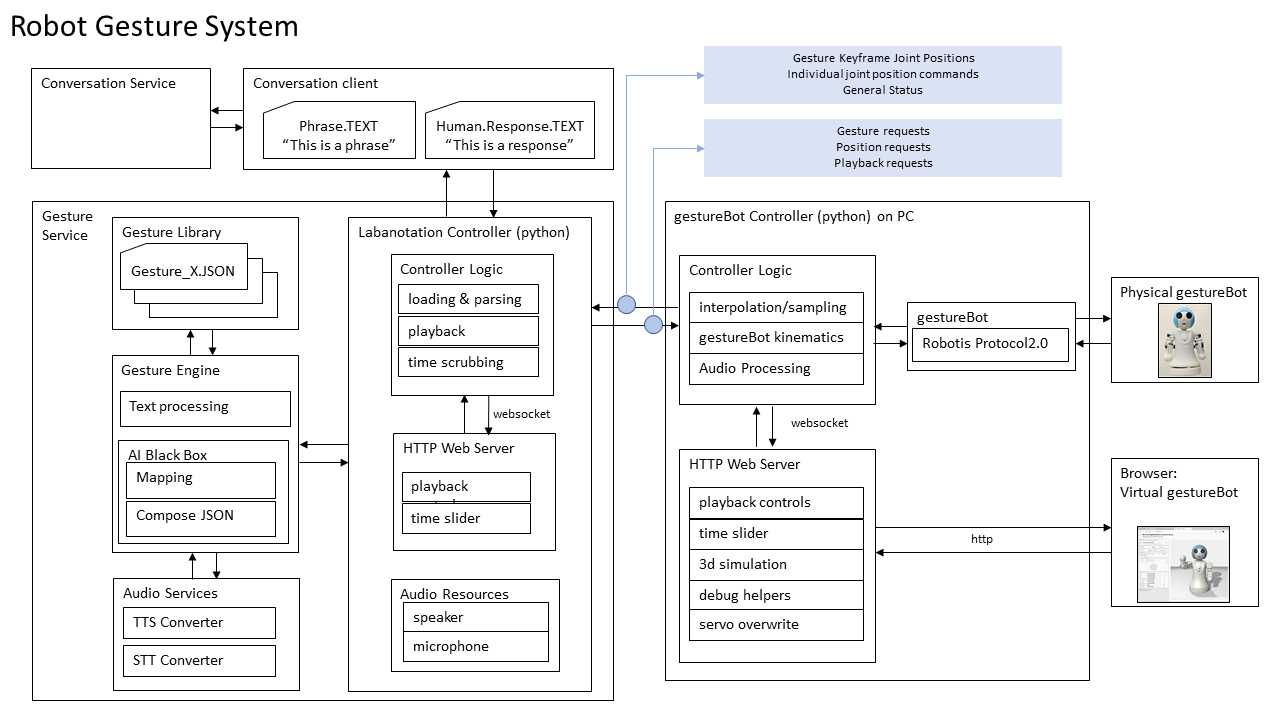 Robot Gesture System
Conversation Service
Conversation client
Phrase.TEXT
“This is a phrase”
Human.Response.TEXT
“This is a response”
Gesture Keyframe Joint Positions
Individual joint position commands
General Status
Gesture requests
Position requests
Playback requests
Gesture
Service
Gesture Library
Gesture_X.JSON
Gesture Engine
Text processing
AI Black Box
Mapping
Compose JSON
Audio Services
TTS Converter
STT Converter
Labanotation Controller (python)
Controller Logic
loading & parsing
playback
time scrubbing
websocket
HTTP Web Server
playback
time slider
Audio Resources
speaker
microphone
gestureBot Controller (python) on PC
Controller Logic
interpolation/sampling
gestureBot kinematics
Audio Processing
websocket
HTTP Web Server
playback controls
time slider
3d simulation
debug helpers
servo overwrite
gestureBot
Robotis Protocol2.0
Physical gestureBot
http
Browser:
Virtual gestureBot